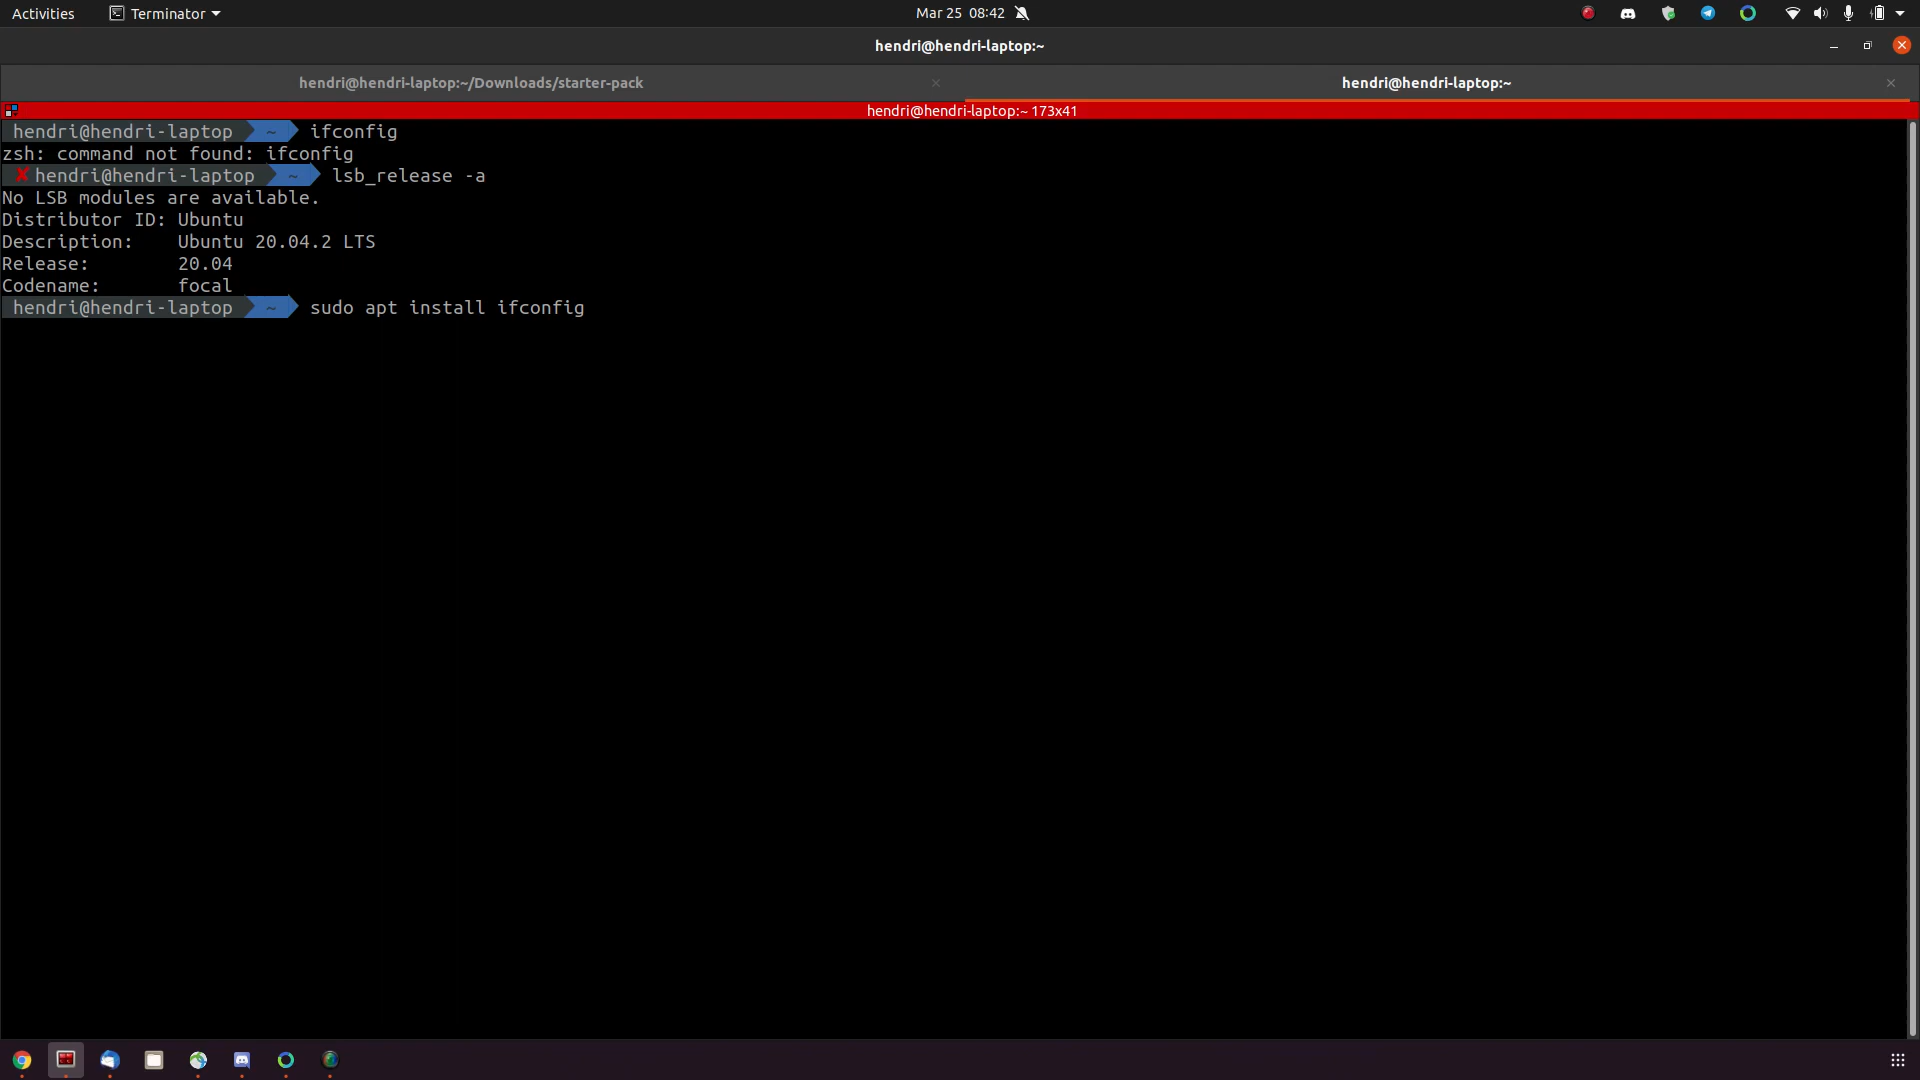 Activities Terminator Mar 25 08:42
hendri@hendri-laptop:~
hendri@hendri-laptop:~/Downloads/starter-pack × hendri@hendri-laptop:~ ×
hendri@hendri-laptop:~ 173x41
hendri@hendri-laptop ~ ifconfig
zsh: command not found: ifconfig
✘ hendri@hendri-laptop ~ lsb_release -a
No LSB modules are available.
Distributor ID: Ubuntu
Description: Ubuntu 20.04.2 LTS
Release: 20.04
Codename: focal
hendri@hendri-laptop ~ sudo apt install ifconfig